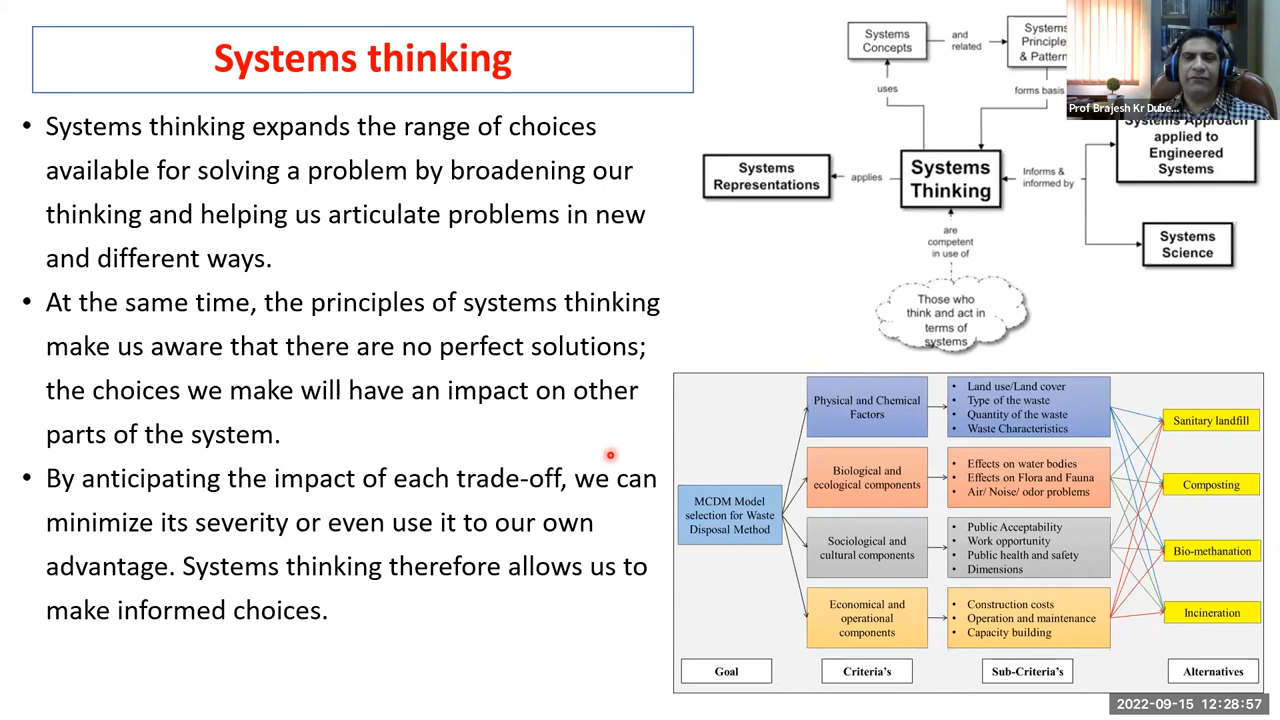 Systems thinking
• Systems thinking expands the range of choices
available for solving a problem by broadening our
thinking and helping us articulate problems in new
and different ways.
• At the same time, the principles of systems thinking
make us aware that there are no perfect solutions;
the choices we make will have an impact on other
parts of the system.
• By anticipating the impact of each trade-off, we can
minimize its severity or even use it to our own
advantage. Systems thinking therefore allows us to
make informed choices.
Systems
Concepts
and
related
Systems
Principle
& Pattern
uses
forms basis
Prof Brajesh Kr Dube...
Systems Approach
applied to
Engineered
Systems
Systems
Representations
applies
Systems
Thinking
Informs &
informed by
Systems
Science
are
competent
in use of
Those who
think and act in
terms of
systems
MCDM Model
selection for Waste
Disposal Method
Physical and Chemical
Factors
• Land use/Land cover
• Type of the waste
• Quantity of the waste
• Waste Characteristics
Biological and
ecological components
• Effects on water bodies
• Effects on Flora and Fauna
• Air/ Noise/ odor problems
Sociological and
cultural components
• Public Acceptability
• Work opportunity
• Public health and safety
• Dimensions
Economical and
operational
components
• Construction costs
• Operation and maintenance
• Capacity building
Sanitary landfill
Composting
Bio-methanation
Incineration
Goal
Criteria's
Sub-Criteria's
Alternatives
2022-09-15 12:28:57